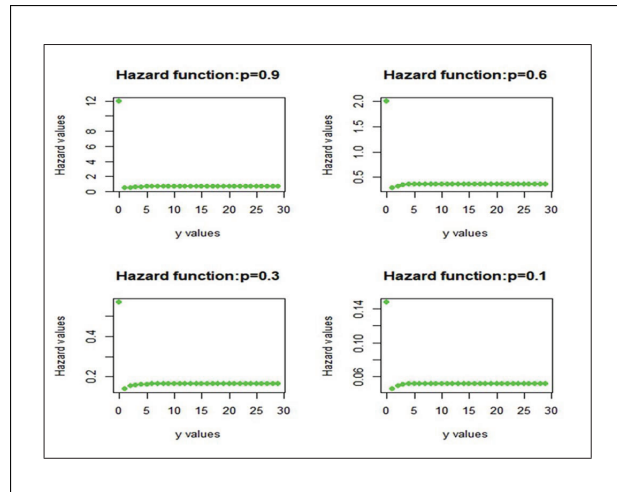 Hazard function:p=0.9
Hazard values
12
8
6
4
2
0
0 5 10 15 20 25 30
y values
Hazard function:p=0.6
Hazard values
2.0
1.5
1.0
0.5
0 5 10 15 20 25 30
y values
Hazard function:p=0.3
Hazard values
0.4
0.2
0 5 10 15 20 25 30
y values
Hazard function:p=0.1
Hazard values
0.14
0.10
0.06
0 5 10 15 20 25 30
y values